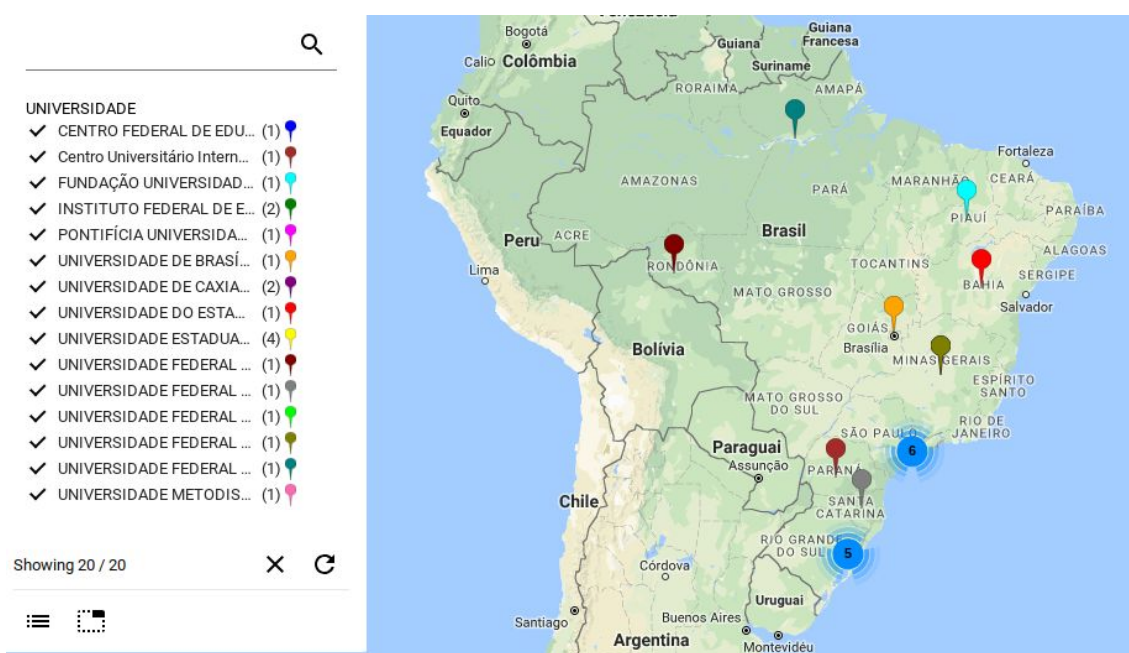 UNIVERSIDADE
CENTRO FEDERAL DE EDU... (1)
Centro Universitário Intern... (1)
FUNDAÇÃO UNIVERSIDAD... (1)
INSTITUTO FEDERAL DE E... (2)
PONTIFÍCIA UNIVERSIDA... (1)
UNIVERSIDADE DE BRASÍ... (1)
UNIVERSIDADE DE CAXIA... (2)
UNIVERSIDADE DO ESTA... (1)
UNIVERSIDADE ESTADUA... (4)
UNIVERSIDADE FEDERAL ... (1)
UNIVERSIDADE FEDERAL ... (1)
UNIVERSIDADE FEDERAL ... (1)
UNIVERSIDADE FEDERAL ... (1)
UNIVERSIDADE FEDERAL ... (1)
UNIVERSIDADE METODIS... (1)
Showing 20 / 20
Bogotá
Calio Colômbia
Guiana
Guiana
Francesa
Suriname
RORAIMA
AMAPÁ
Quito
Equador
Fortaleza
AMAZONAS
PARÁ
MARANHÃO
CEARÁ
PIAUÍ
PARAÍBA
Peru
ACRE
Brasil
RONDÔNIA
TOCANTINS
ALAGOAS
Lima
BAHIA
SERGIPE
MATO GROSSO
Salvador
GOIÁS
Brasília
Bolívia
MINAS GERAIS
ESPÍRITO
SANTO
MATO GROSSO
DO SUL
RIO DE
JANEIRO
SÃO PAULO
6
Paraguai
Assunção
PARANÁ
Chile
SANTA
CATARINA
RIO GRANDE
DO SUL
5
Córdova
Uruguai
Santiago
Buenos Aires
Argentina
Montevidéu